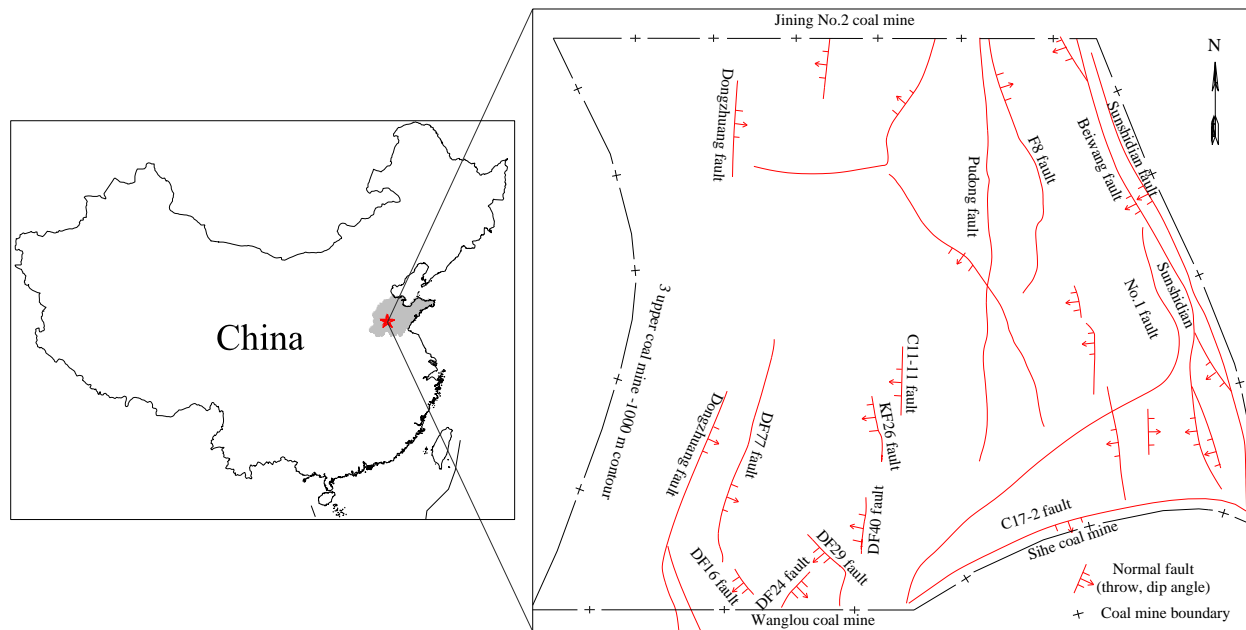 China
Jining No.2 coal mine
N
Dongzhuang fault
Pudong fault
F8 fault
Beiwang fault
Sunshidian fault
Sunshidian
No.1 fault
3 upper coal mine -1000 m contour
C11-11 fault
KF26 fault
Dongzhuang fault
DF77 fault
DF40 fault
DF29 fault
DF24 fault
DF16 fault
C17-2 fault
Sihe coal mine
Wanglou coal mine
Normal fault
(throw, dip angle)
Coal mine boundary